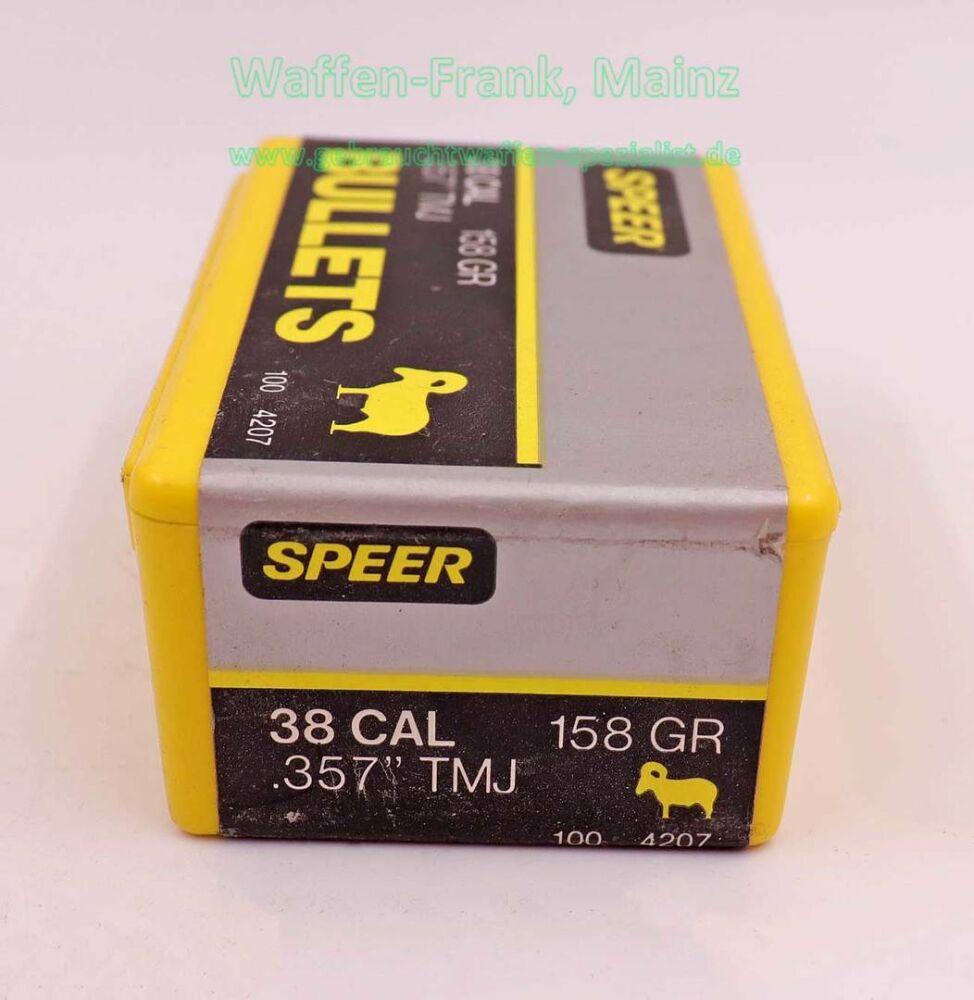 Waffen-Frank, Mainz
www.gebrauchtwaffen-spezialist.de
SPEER
38 CAL 158 GR
.357" TMJ
BULLETS
100 4207
SPEER
38 CAL 158 GR
.357" TMJ
100 4207